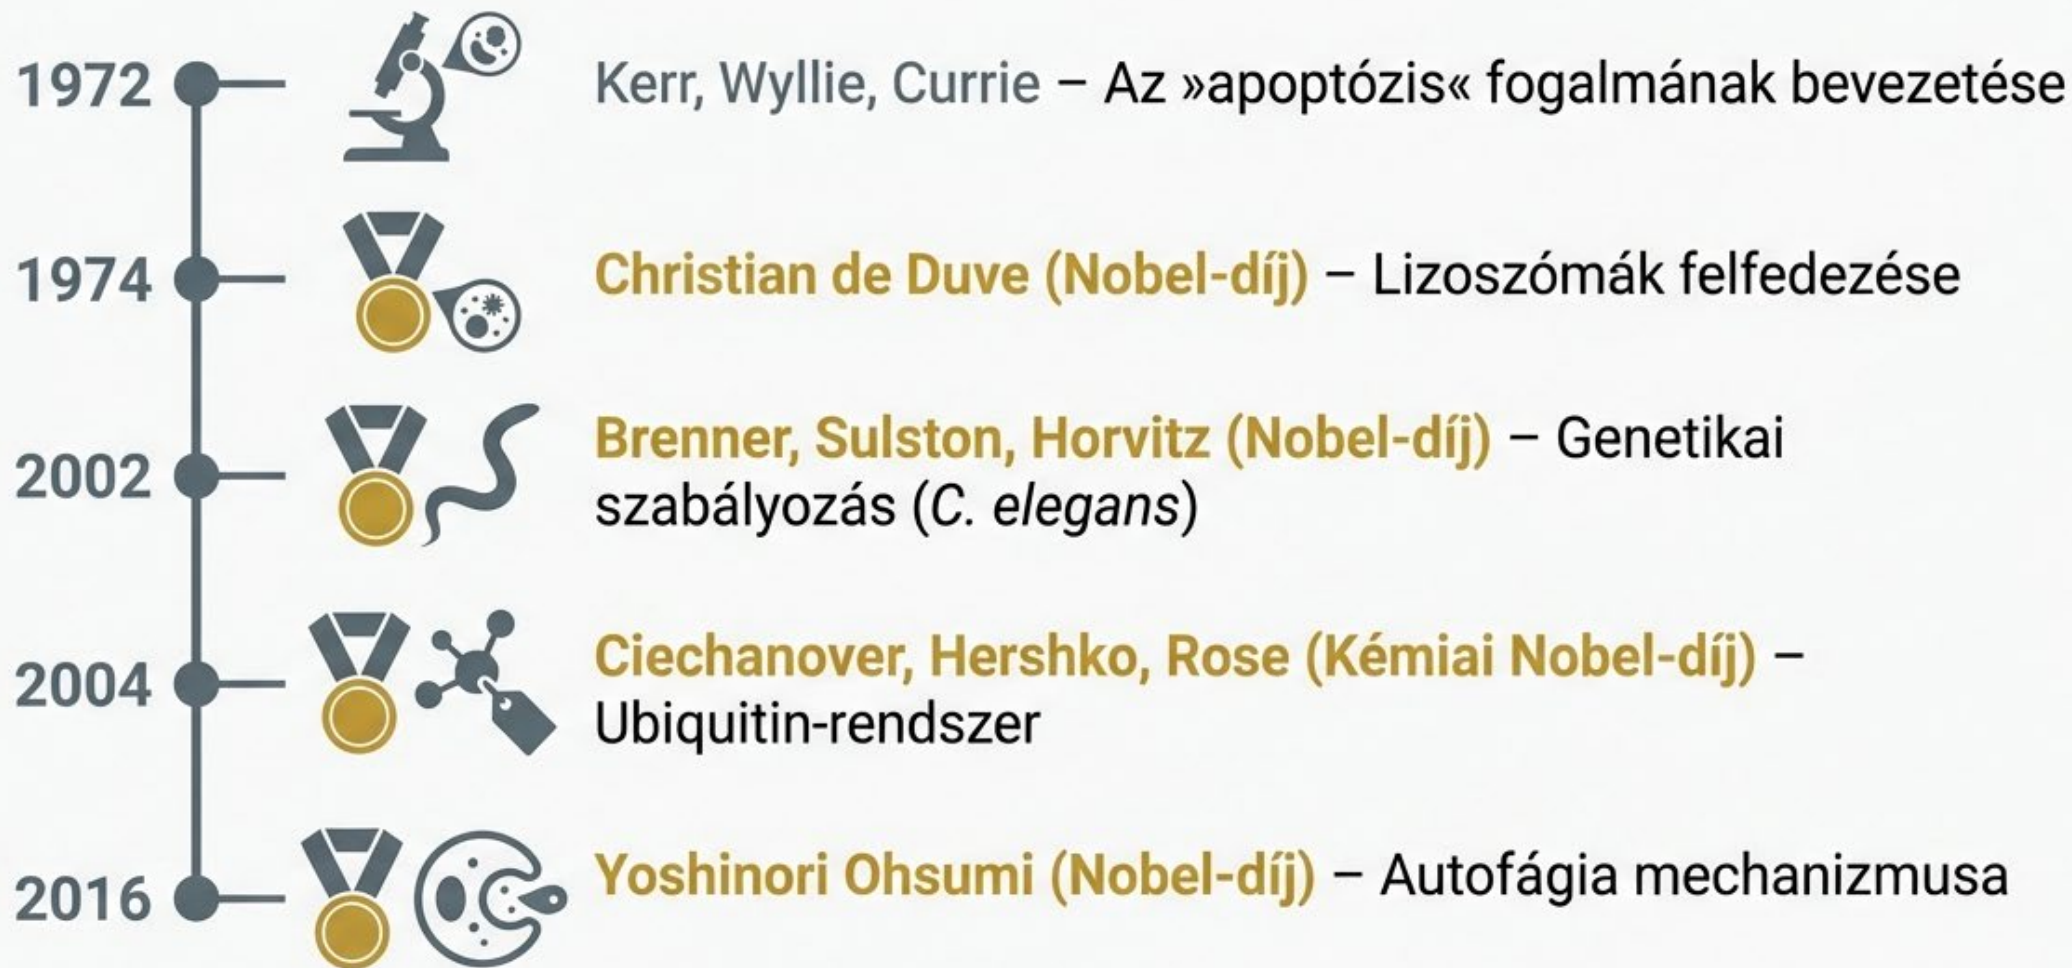 1972
Kerr, Wyllie, Currie – Az »apoptózis« fogalmának bevezetése
1974
Christian de Duve (Nobel-díj) – Lizoszómák felfedezése
2002
Brenner, Sulston, Horvitz (Nobel-díj) – Genetikai
szabályozás (C. elegans)
2004
Ciechanover, Hershko, Rose (Kémiai Nobel-díj) –
Ubiquitin-rendszer
2016
Yoshinori Ohsumi (Nobel-díj) – Autofágia mechanizmusa